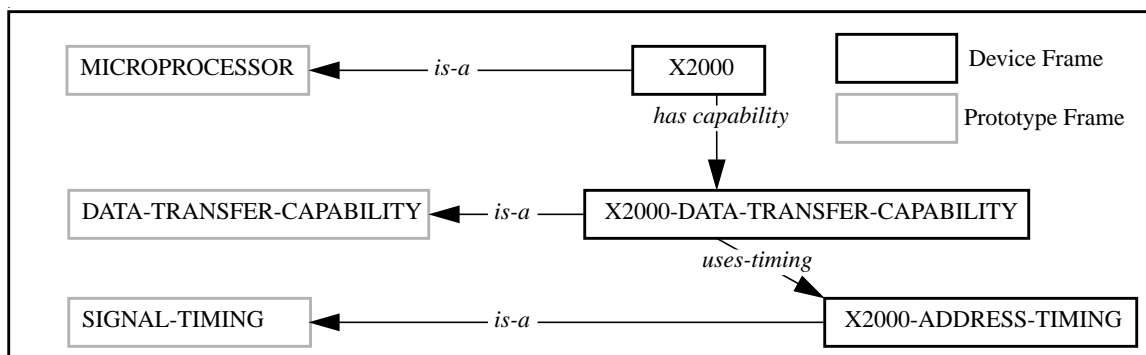 MICROPROCESSOR
is-a
X2000
Device Frame
has capability
Prototype Frame
DATA-TRANSFER-CAPABILITY
is-a
X2000-DATA-TRANSFER-CAPABILITY
uses-timing
SIGNAL-TIMING
is-a
X2000-ADDRESS-TIMING